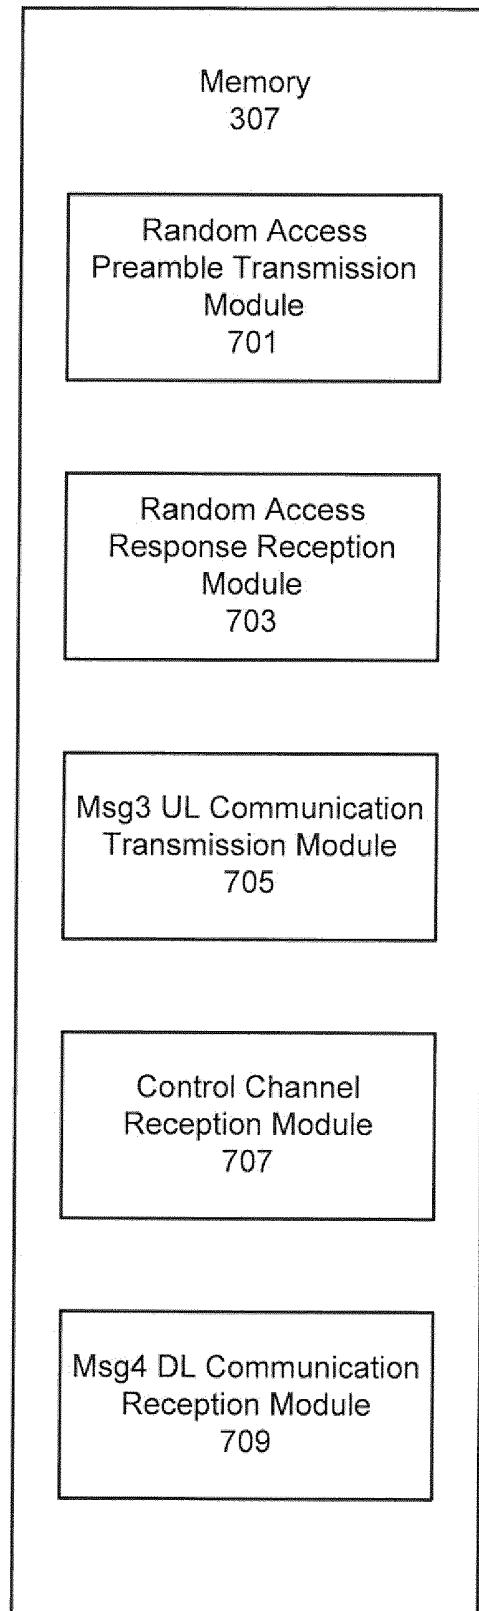 Memory
307
Random Access
Preamble Transmission
Module
701
Random Access
Response Reception
Module
703
Msg3 UL Communication
Transmission Module
705
Control Channel
Reception Module
707
Msg4 DL Communication
Reception Module
709